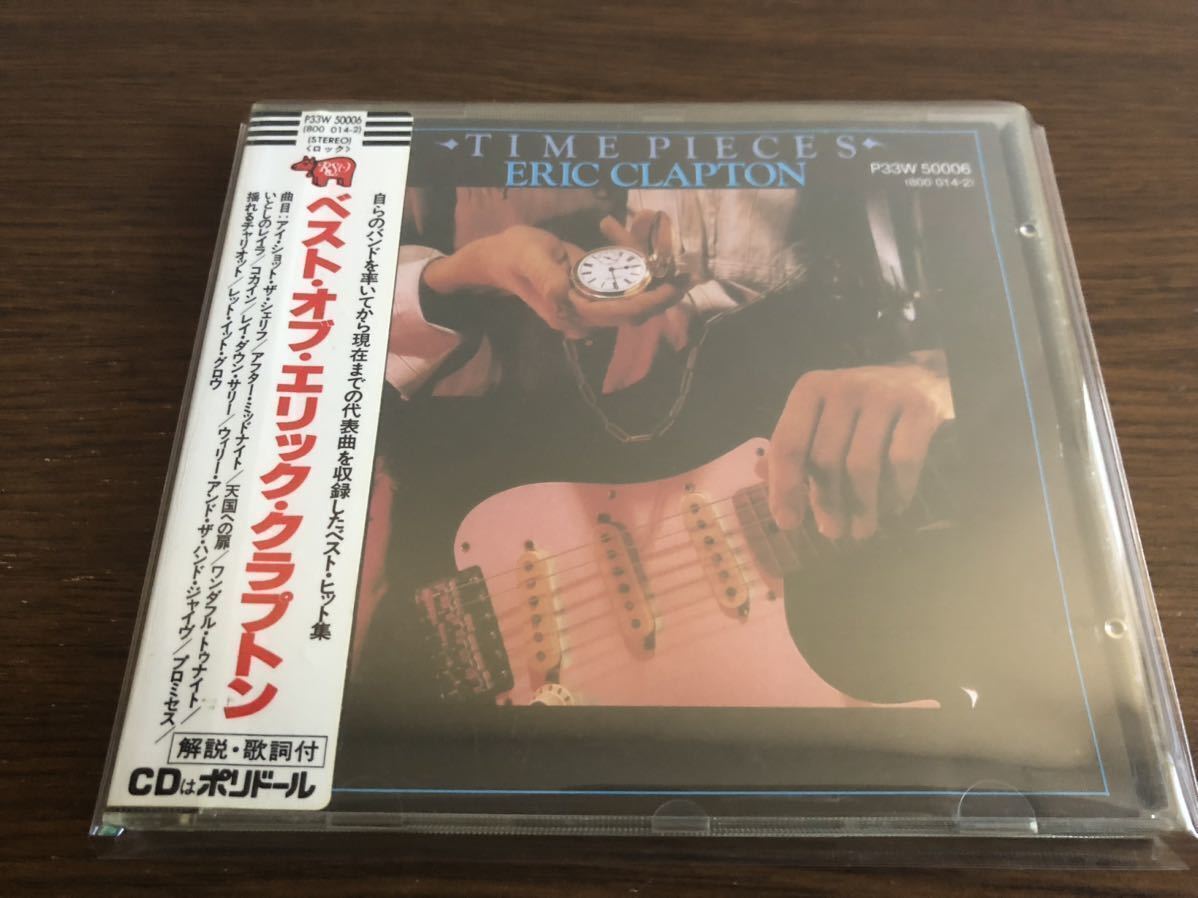 P33W 50006
(800 014-2)
(STEREO)
〈ロック〉
RSO
ベスト・オブ・エリック・クラプトン
自らのバンドを率いてから現在までの代表曲を収録したベスト・ヒット集
曲目:アイ・ショット・ザ・シェリフ/アフター・ミッドナイト/天国への扉/ワンダフル・トゥナイト/
いとしのレイラ/コカイン/レイ・ダウン・サリー/ウィリー・アンド・ザ・ハンド・ジャイヴ/プロミセス/
揺れるチャリオット/レット・イット・グロウ
解説・歌詞付
CDはポリドール
TIME PIECES
ERIC CLAPTON
P33W 50006
(800 014-2)